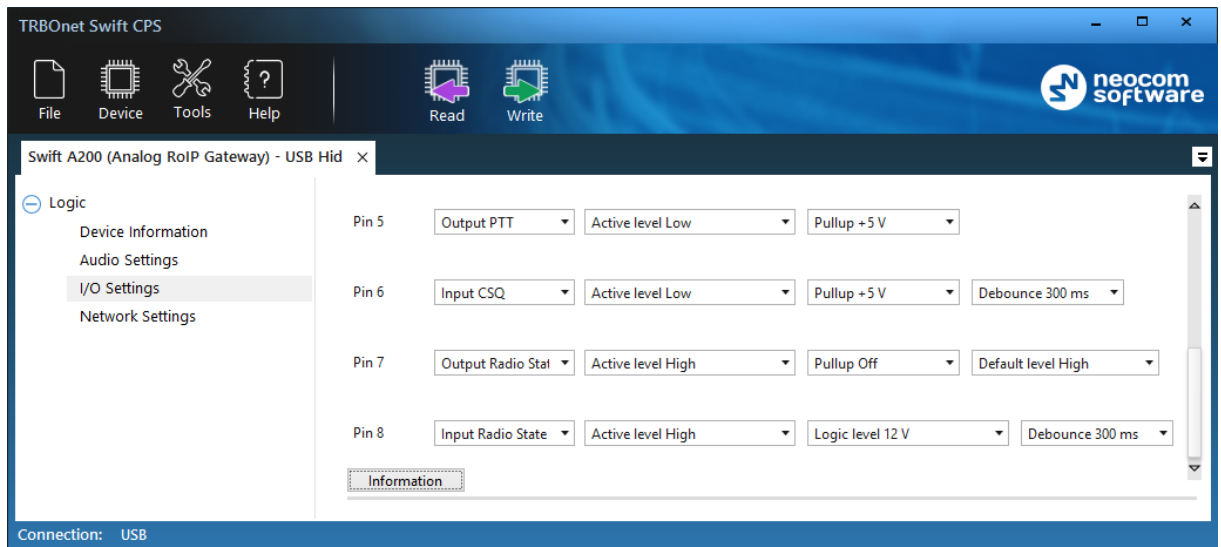 TRBOnet Swift CPS
File Device Tools Help Read Write
neocom
software
Swift A200 (Analog RoIP Gateway) - USB Hid ×
Logic
Device Information
Audio Settings
I/O Settings
Network Settings
Pin 5 Output PTT Active level Low Pullup +5 V
Pin 6 Input CSQ Active level Low Pullup +5 V Debounce 300 ms
Pin 7 Output Radio Stat Active level High Pullup Off Default level High
Pin 8 Input Radio State Active level High Logic level 12 V Debounce 300 ms
Information
Connection: USB